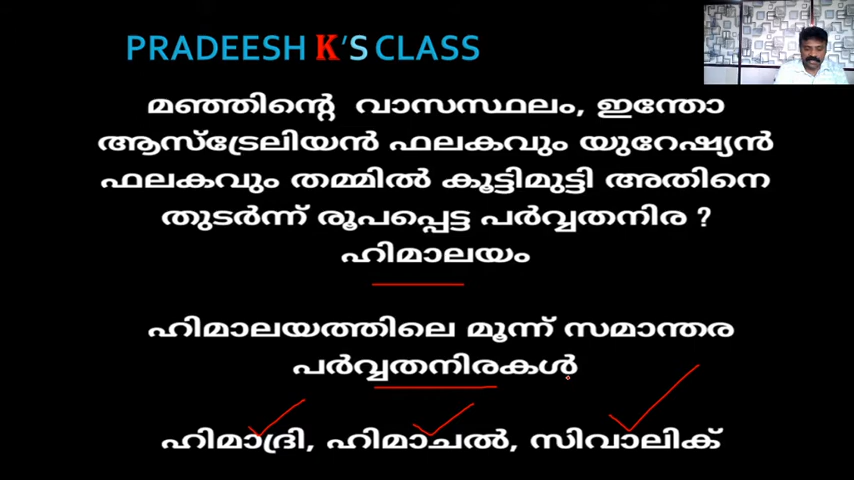 PRADEESH K'S CLASS
മഞ്ഞിന്റെ വാസസ്ഥലം, ഇന്തോ
ആസ്ട്രേലിയൻ ഫലകവും യുറേഷ്യൻ
ഫലകവും തമ്മിൽ കൂട്ടിമുട്ടി അതിനെ
തുടർന്ന് രൂപപ്പെട്ട പർവ്വതനിര ?
ഹിമാലയം
ഹിമാലയത്തിലെ മൂന്ന് സമാന്തര
പർവ്വതനിരകൾ
ഹിമാദ്രി, ഹിമാചൽ, സിവാലിക്